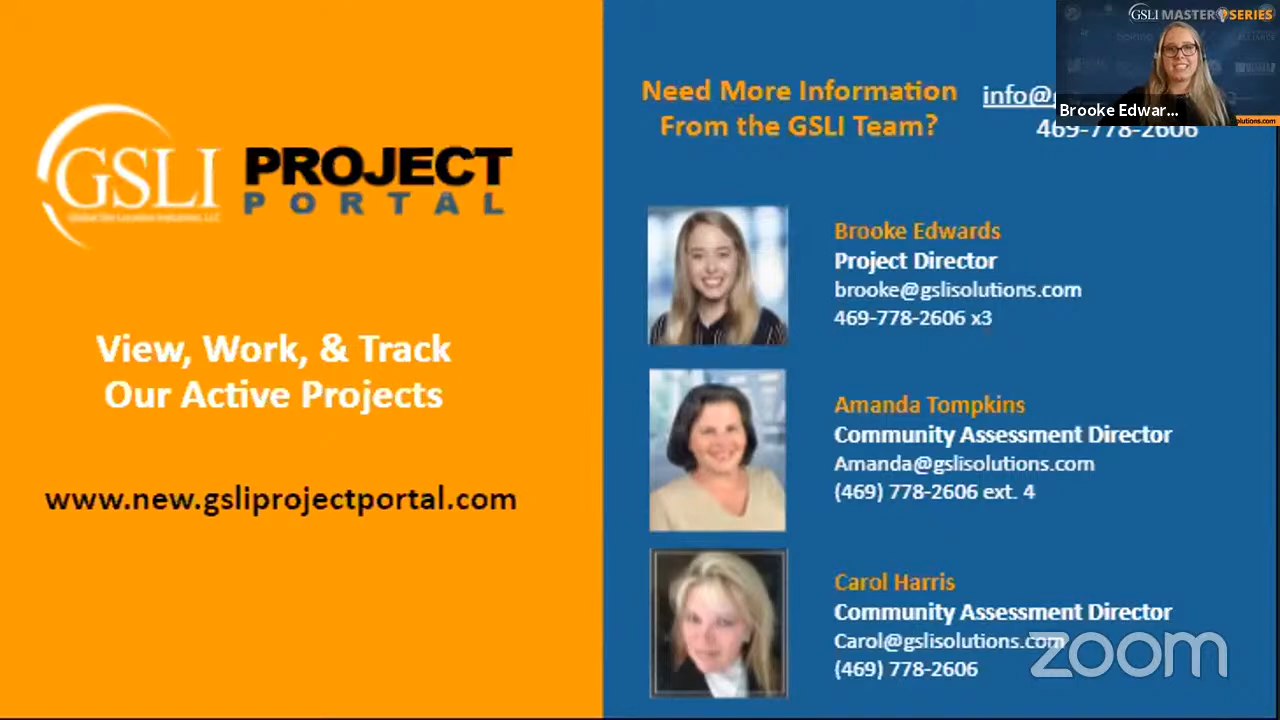 GSLI
PROJECT
PORTAL
Global Site Location Industries, LLC
View, Work, & Track
Our Active Projects
www.new.gsliprojectportal.com
Need More Information
From the GSLI Team?
info@g
469-778-2606
Brooke Edwards
Project Director
brooke@gslisolutions.com
469-778-2606 x3
Amanda Tompkins
Community Assessment Director
Amanda@gslisolutions.com
(469) 778-2606 ext. 4
Carol Harris
Community Assessment Director
Carol@gslisolutions.com
(469) 778-2606
GSLI MASTER SERIES
Brooke Edwar...
olutions.com
zoom